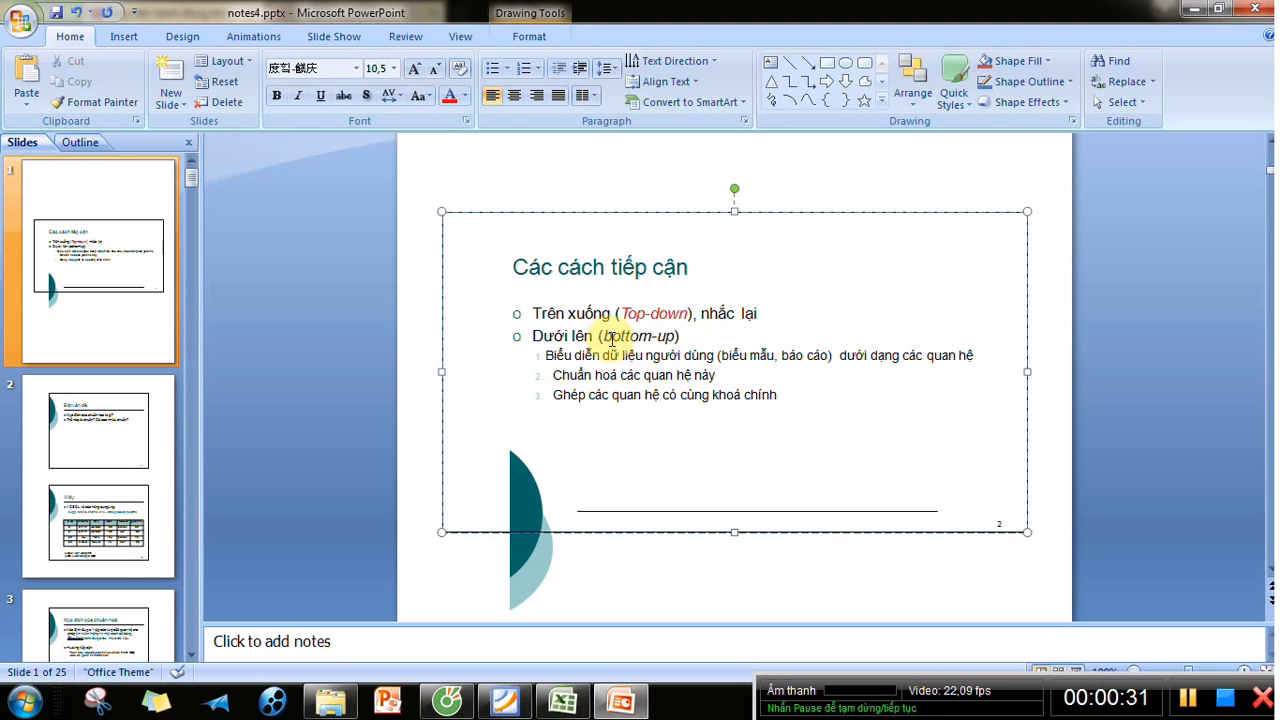 notes4.pptx - Microsoft PowerPoint
Drawing Tools
Home
Insert
Design
Animations
Slide Show
Review
View
Format
Paste
Cut
Copy
Format Painter
Clipboard
New
Slide
Layout
Reset
Delete
Slides
10,5
B I U abc S AV Aa A
Font
Text Direction
Align Text
Convert to SmartArt
Paragraph
Arrange
Quick
Styles
Shape Fill
Shape Outline
Shape Effects
Drawing
Find
Replace
Select
Editing
Slides
Outline
1
2
3
Các cách tiếp cận
o Trên xuống (Top-down), nhắc lại
o Dưới lên (bottom-up)
1. Biểu diễn dữ liệu người dùng (biểu mẫu, báo cáo) dưới dạng các quan hệ
2. Chuẩn hoá các quan hệ này
3. Ghép các quan hệ có cùng khoá chính
2
Click to add notes
Slide 1 of 25
"Office Theme"
Âm thanh
Video: 22,09 fps
Nhấn Pause để tạm dừng/tiếp tục
00:00:31